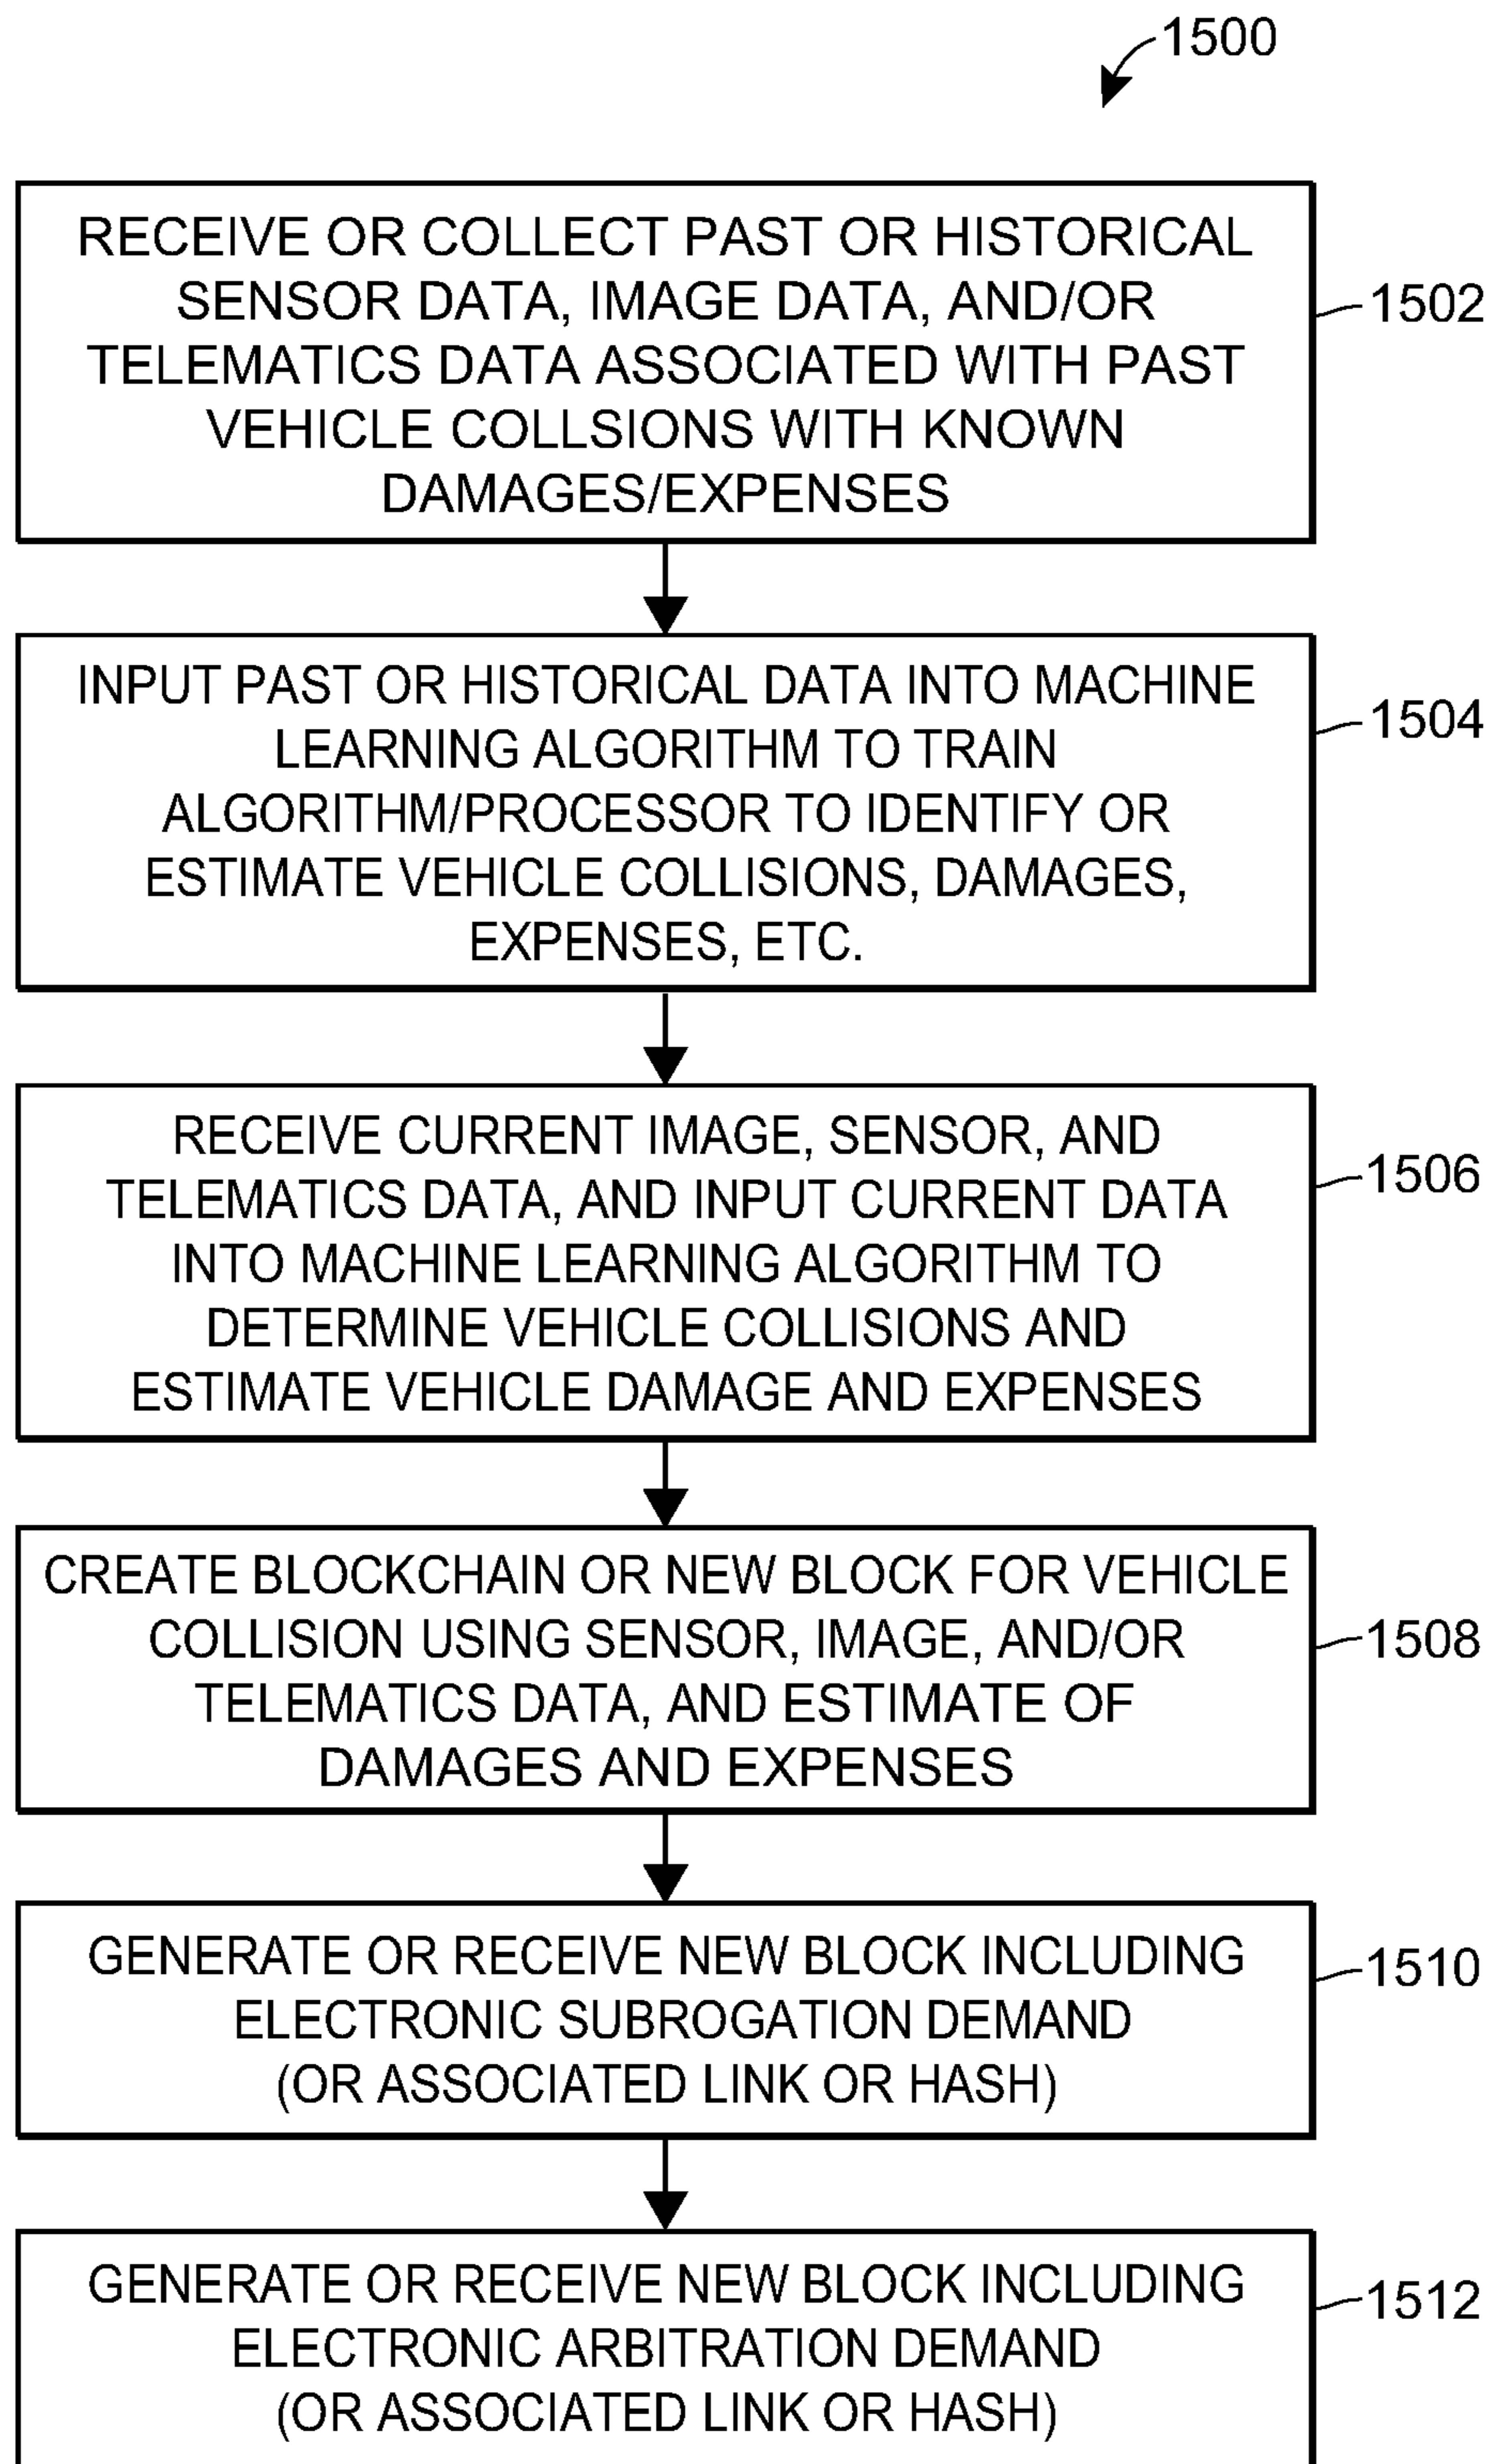 1500
RECEIVE OR COLLECT PAST OR HISTORICAL
SENSOR DATA, IMAGE DATA, AND/OR
TELEMATICS DATA ASSOCIATED WITH PAST
VEHICLE COLLSIONS WITH KNOWN
DAMAGES/EXPENSES
1502
INPUT PAST OR HISTORICAL DATA INTO MACHINE
LEARNING ALGORITHM TO TRAIN
ALGORITHM/PROCESSOR TO IDENTIFY OR
ESTIMATE VEHICLE COLLISIONS, DAMAGES,
EXPENSES, ETC.
1504
RECEIVE CURRENT IMAGE, SENSOR, AND
TELEMATICS DATA, AND INPUT CURRENT DATA
INTO MACHINE LEARNING ALGORITHM TO
DETERMINE VEHICLE COLLISIONS AND
ESTIMATE VEHICLE DAMAGE AND EXPENSES
1506
CREATE BLOCKCHAIN OR NEW BLOCK FOR VEHICLE
COLLISION USING SENSOR, IMAGE, AND/OR
TELEMATICS DATA, AND ESTIMATE OF
DAMAGES AND EXPENSES
1508
GENERATE OR RECEIVE NEW BLOCK INCLUDING
ELECTRONIC SUBROGATION DEMAND
(OR ASSOCIATED LINK OR HASH)
1510
GENERATE OR RECEIVE NEW BLOCK INCLUDING
ELECTRONIC ARBITRATION DEMAND
(OR ASSOCIATED LINK OR HASH)
1512